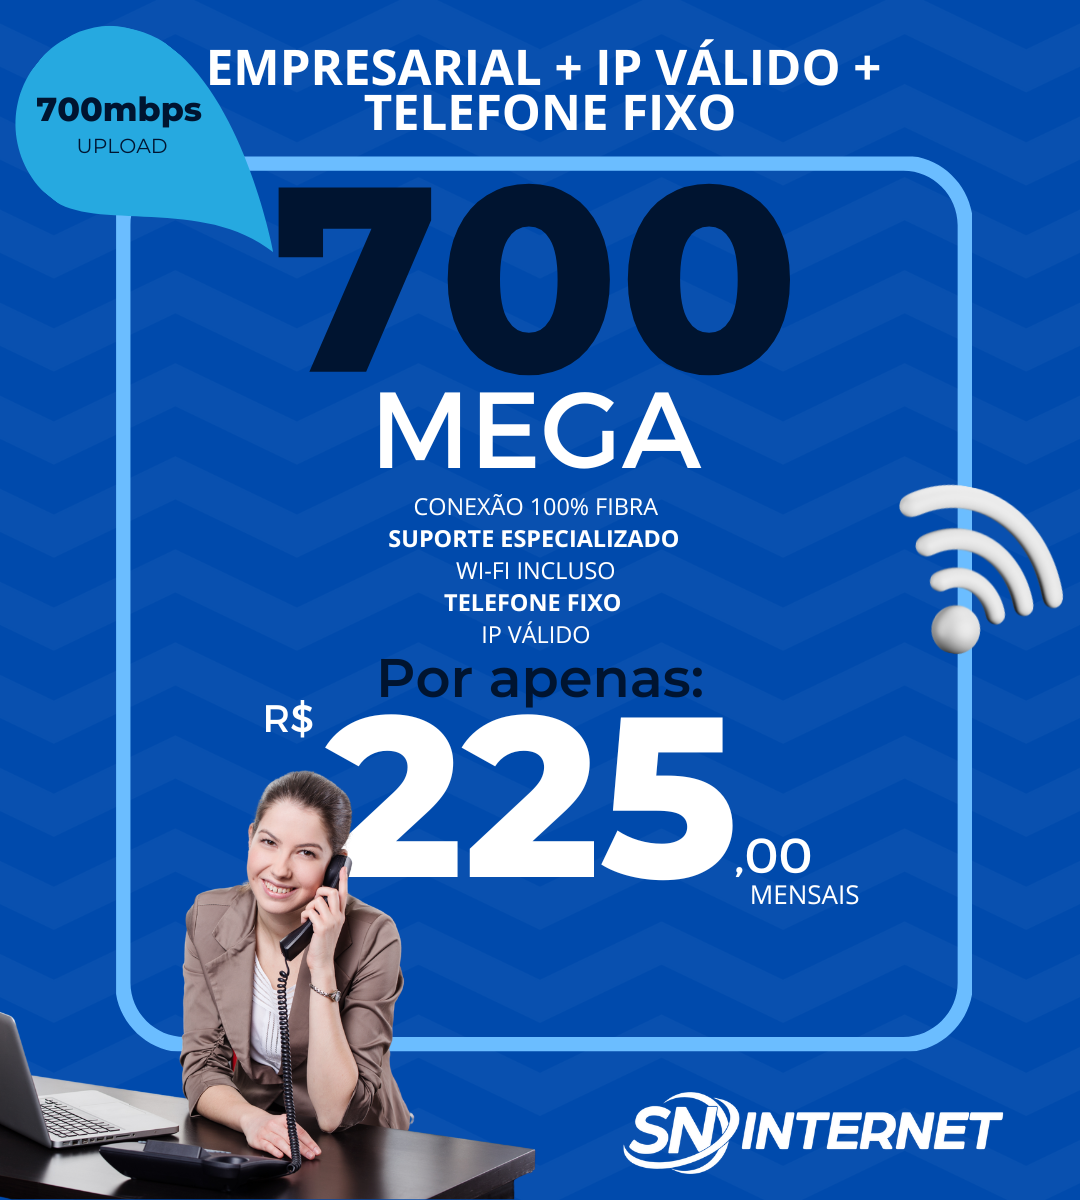 EMPRESARIAL + IP VÁLIDO +
TELEFONE FIXO
700mbps
UPLOAD
700
MEGA
CONEXÃO 100% FIBRA
SUPORTE ESPECIALIZADO
WI-FI INCLUSO
TELEFONE FIXO
IP VÁLIDO
Por apenas:
R$ 225,00
MENSAIS
SN INTERNET